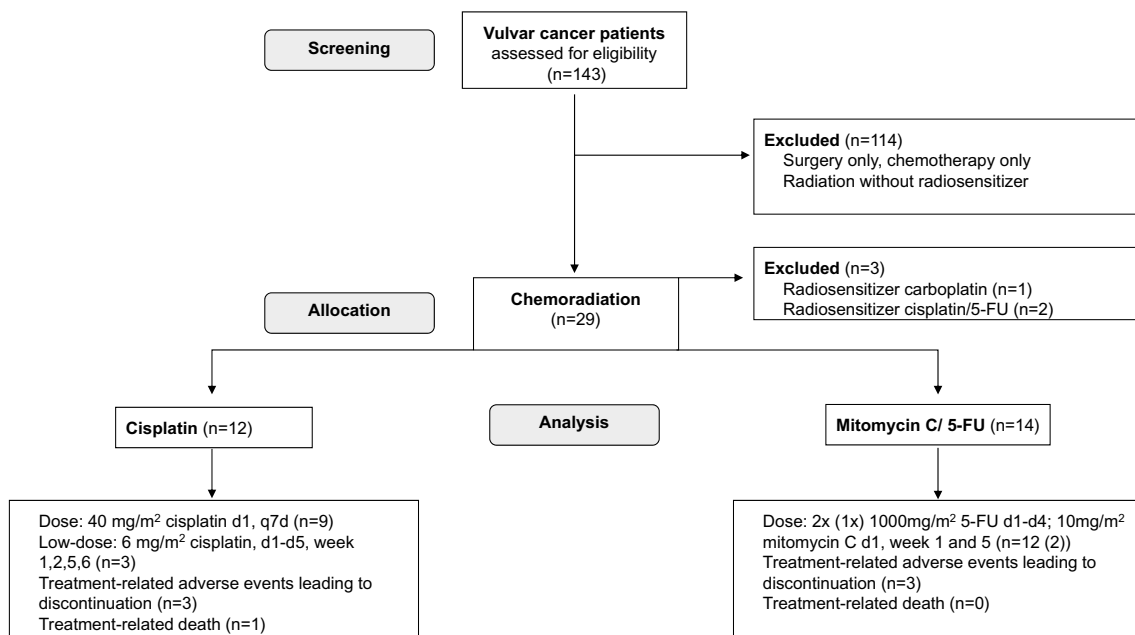 Screening
Vulvar cancer patients
assessed for eligibility
(n=143)
Excluded (n=114)
Surgery only, chemotherapy only
Radiation without radiosensitizer
Excluded (n=3)
Radiosensitizer carboplatin (n=1)
Radiosensitizer cisplatin/5-FU (n=2)
Allocation
Chemoradiation
(n=29)
Cisplatin (n=12)
Analysis
Mitomycin C/ 5-FU (n=14)
Dose: 40 mg/m² cisplatin d1, q7d (n=9)
Low-dose: 6 mg/m² cisplatin, d1-d5, week
1,2,5,6 (n=3)
Treatment-related adverse events leading to
discontinuation (n=3)
Treatment-related death (n=1)
Dose: 2x (1x) 1000mg/m² 5-FU d1-d4; 10mg/m²
mitomycin C d1, week 1 and 5 (n=12 (2))
Treatment-related adverse events leading to
discontinuation (n=3)
Treatment-related death (n=0)